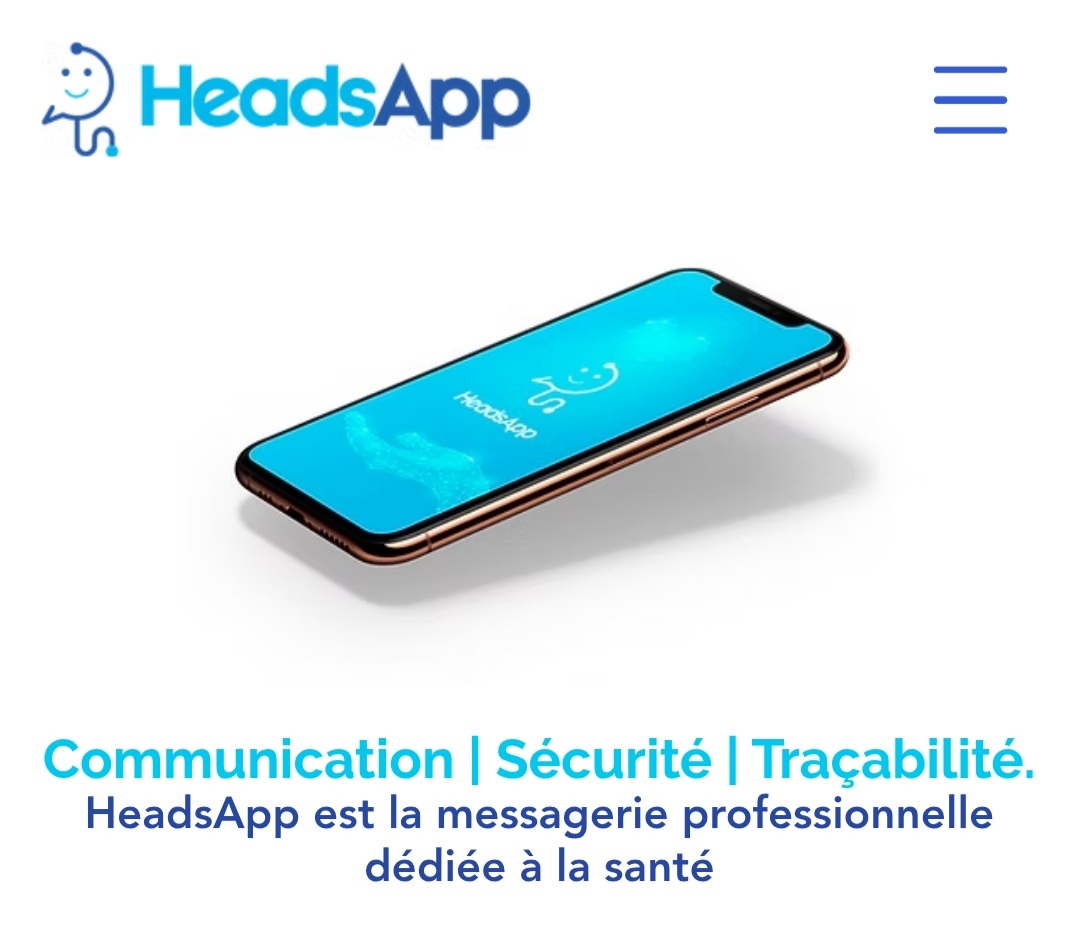 HeadsApp
HeadsApp
Communication | Sécurité | Traçabilité.
HeadsApp est la messagerie professionnelle
dédiée à la santé